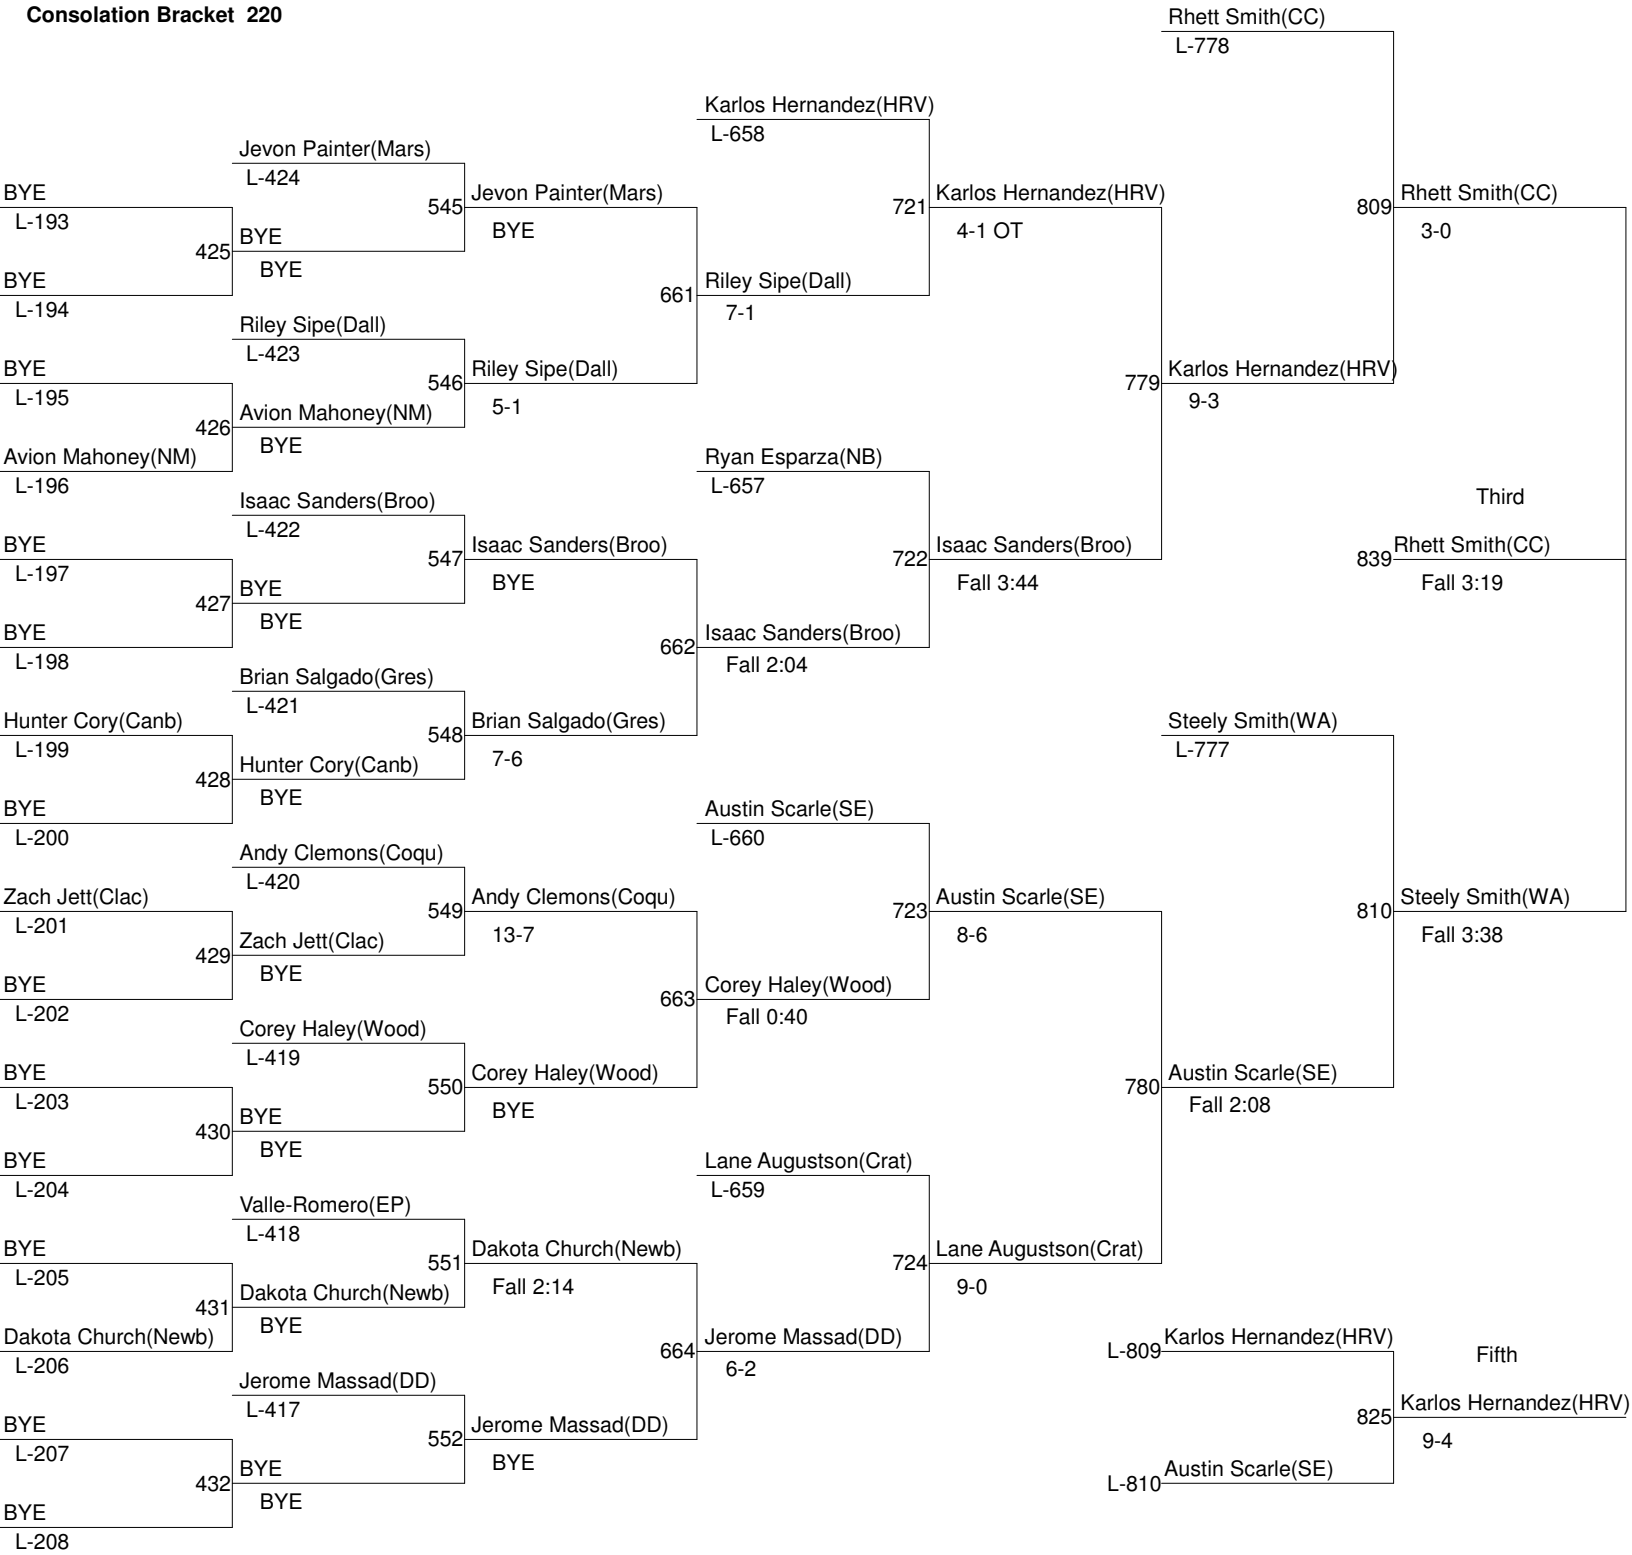 Consolation Bracket 220
BYE
L-193
425
BYE
L-194
BYE
L-195
426
Avion Mahoney(NM)
L-196
BYE
L-197
427
BYE
L-198
Hunter Cory(Canb)
L-199
428
BYE
L-200
Zach Jett(Clac)
L-201
429
BYE
L-202
BYE
L-203
430
BYE
L-204
BYE
L-205
431
Dakota Church(Newb)
L-206
BYE
L-207
432
BYE
L-208
Jevon Painter(Mars)
L-424
545
BYE
BYE
Riley Sipe(Dall)
L-423
546
Avion Mahoney(NM)
BYE
Isaac Sanders(Broo)
L-422
547
BYE
BYE
Brian Salgado(Gres)
L-421
548
Hunter Cory(Canb)
BYE
Andy Clemons(Coqu)
L-420
549
Zach Jett(Clac)
BYE
Corey Haley(Wood)
L-419
550
BYE
BYE
Valle-Romero(EP)
L-418
551
Dakota Church(Newb)
BYE
Jerome Massad(DD)
L-417
552
BYE
BYE
Jevon Painter(Mars)
BYE
661
Riley Sipe(Dall)
5-1
Isaac Sanders(Broo)
BYE
662
Brian Salgado(Gres)
7-6
Andy Clemons(Coqu)
13-7
663
Corey Haley(Wood)
BYE
Dakota Church(Newb)
Fall 2:14
664
Jerome Massad(DD)
BYE
Karlos Hernandez(HRV)
L-658
721
Riley Sipe(Dall)
7-1
Ryan Esparza(NB)
L-657
722
Isaac Sanders(Broo)
Fall 2:04
Austin Scarle(SE)
L-660
723
Corey Haley(Wood)
Fall 0:40
Lane Augustson(Crat)
L-659
724
Jerome Massad(DD)
6-2
Karlos Hernandez(HRV)
4-1 OT
779
Isaac Sanders(Broo)
Fall 3:44
Austin Scarle(SE)
8-6
780
Lane Augustson(Crat)
9-0
Rhett Smith(CC)
L-778
809
Karlos Hernandez(HRV)
9-3
Steely Smith(WA)
L-777
810
Austin Scarle(SE)
Fall 2:08
Rhett Smith(CC)
3-0
Third
839
Rhett Smith(CC)
Fall 3:19
Steely Smith(WA)
Fall 3:38
L-809
Karlos Hernandez(HRV)
Fifth
825
Karlos Hernandez(HRV)
9-4
L-810
Austin Scarle(SE)